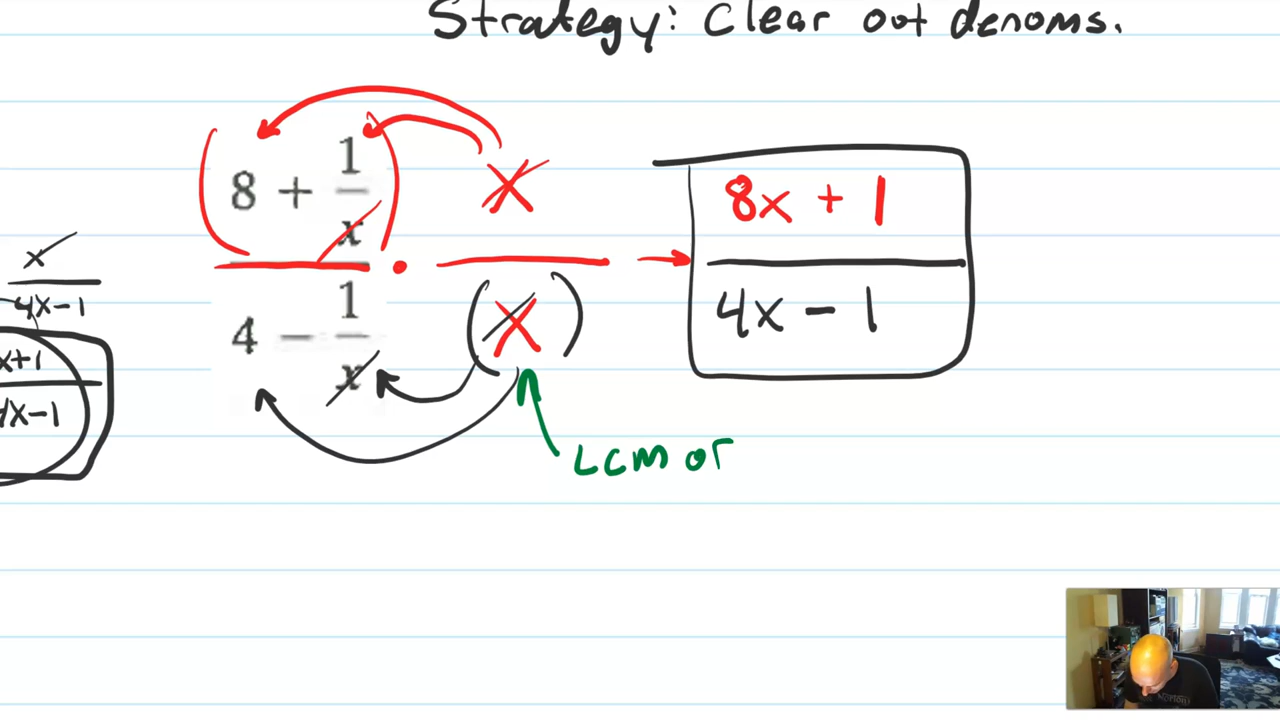 Strategy: Clear out denoms.
8 + 1/x
4 − 1/x
· x
(x)
→ 8x + 1
4x − 1
x
4x−1
x+1
4x−1
LCM or